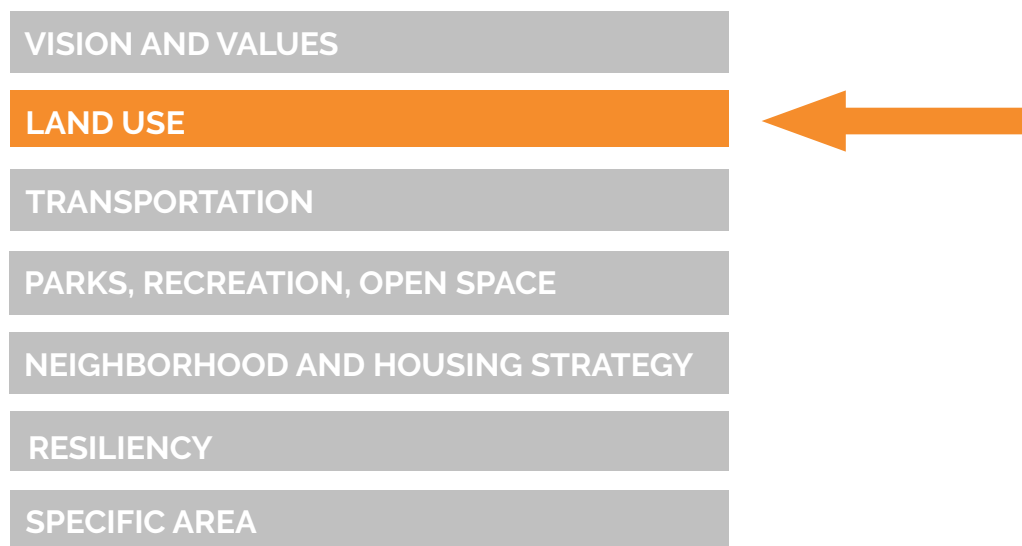 VISION AND VALUES
LAND USE
TRANSPORTATION
PARKS, RECREATION, OPEN SPACE
NEIGHBORHOOD AND HOUSING STRATEGY
RESILIENCY
SPECIFIC AREA